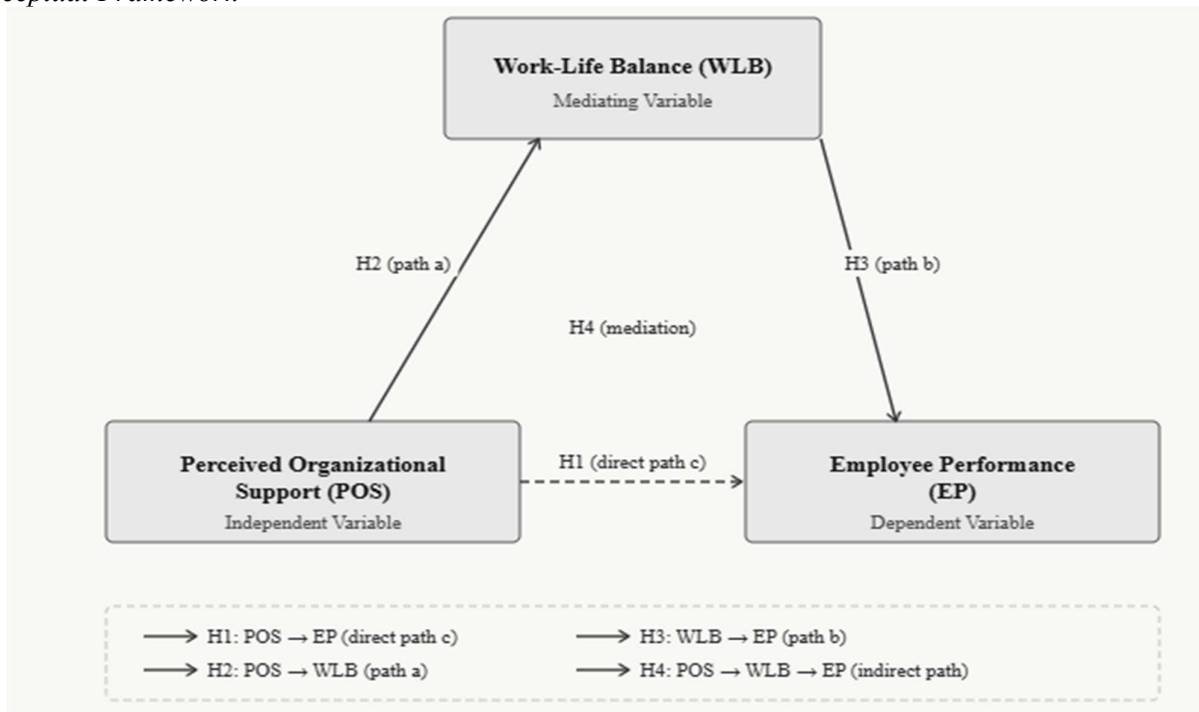 Work-Life Balance (WLB)
Mediating Variable
H2 (path a)
H3 (path b)
H4 (mediation)
Perceived Organizational
Support (POS)
Independent Variable
H1 (direct path c)
Employee Performance
(EP)
Dependent Variable
H1: POS → EP (direct path c)
H3: WLB → EP (path b)
H2: POS → WLB (path a)
H4: POS → WLB → EP (indirect path)